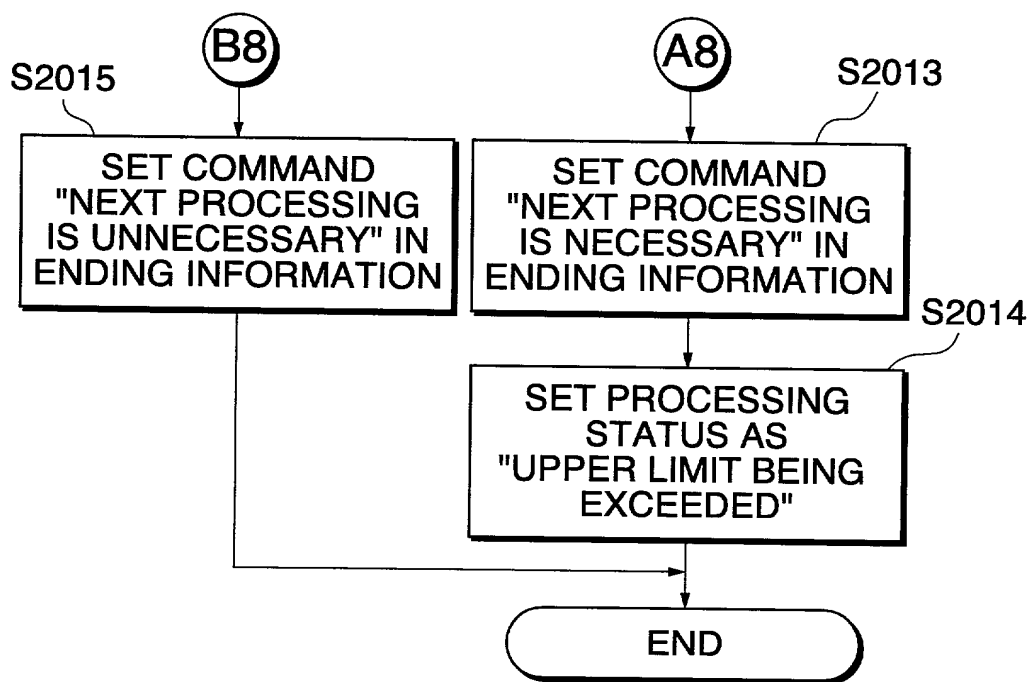 B8
S2015
SET COMMAND
"NEXT PROCESSING
IS UNNECESSARY" IN
ENDING INFORMATION
A8
S2013
SET COMMAND
"NEXT PROCESSING
IS NECESSARY" IN
ENDING INFORMATION
S2014
SET PROCESSING
STATUS AS
"UPPER LIMIT BEING
EXCEEDED"
END